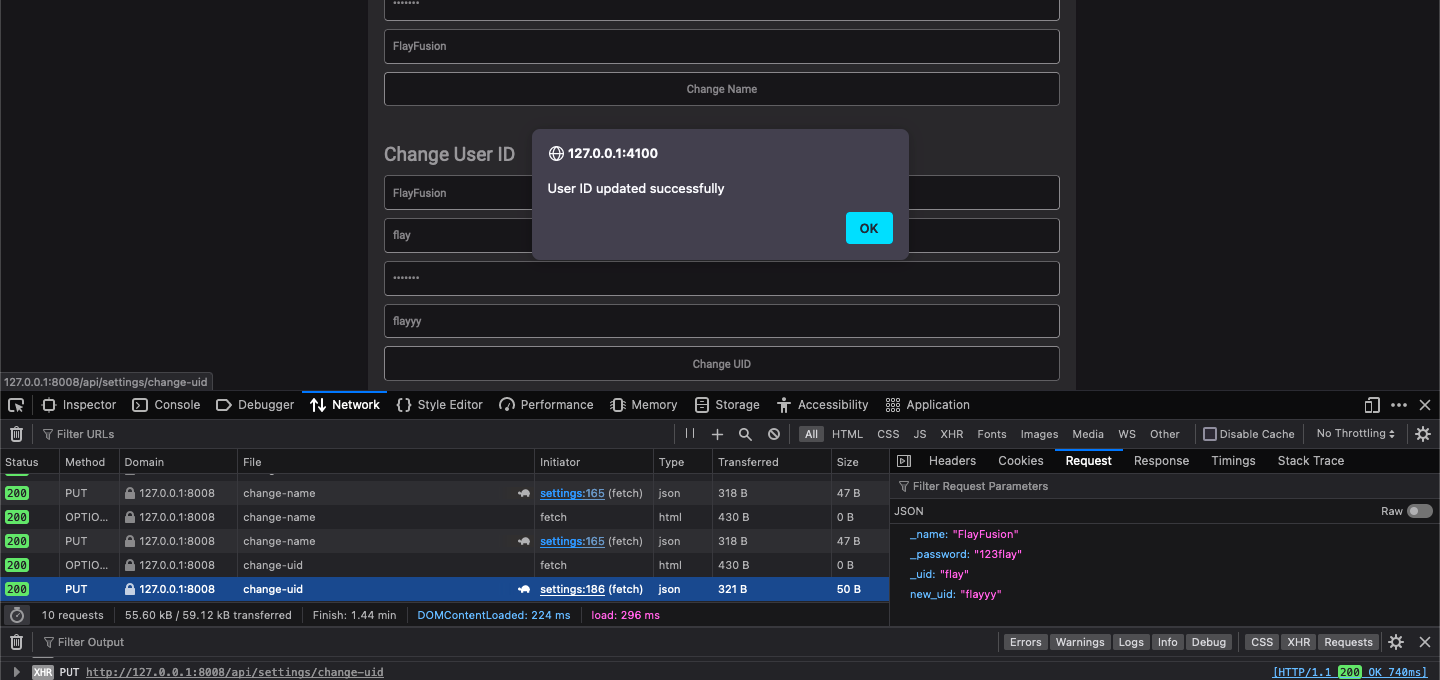 •••••••
FlayFusion
Change Name
Change User ID
127.0.0.1:4100
User ID updated successfully
OK
FlayFusion
flay
•••••••
flayyy
Change UID
127.0.0.1:8008/api/settings/change-uid
Inspector Console Debugger Network Style Editor Performance Memory Storage Accessibility Application
Filter URLs All HTML CSS JS XHR Fonts Images Media WS Other Disable Cache No Throttling
Status Method Domain File Initiator Type Transferred Size
200 PUT 127.0.0.1:8008 change-name settings:165 (fetch) json 318 B 47 B
200 OPTIO… 127.0.0.1:8008 change-name fetch html 430 B 0 B
200 PUT 127.0.0.1:8008 change-name settings:165 (fetch) json 318 B 47 B
200 OPTIO… 127.0.0.1:8008 change-uid fetch html 430 B 0 B
200 PUT 127.0.0.1:8008 change-uid settings:186 (fetch) json 321 B 50 B
10 requests 55.60 kB / 59.12 kB transferred Finish: 1.44 min DOMContentLoaded: 224 ms load: 296 ms
Headers Cookies Request Response Timings Stack Trace
Filter Request Parameters
JSON Raw
_name: "FlayFusion"
_password: "123flay"
_uid: "flay"
new_uid: "flayyy"
Filter Output Errors Warnings Logs Info Debug CSS XHR Requests
XHR PUT http://127.0.0.1:8008/api/settings/change-uid [HTTP/1.1 200 OK 740ms]